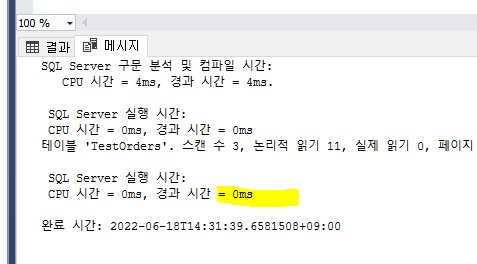 100 %
결과 메시지
SQL Server 구문 분석 및 컴파일 시간:
CPU 시간 = 4ms, 경과 시간 = 4ms.
SQL Server 실행 시간:
CPU 시간 = 0ms, 경과 시간 = 0ms
테이블 'TestOrders'. 스캔 수 3, 논리적 읽기 11, 실제 읽기 0, 페이지
SQL Server 실행 시간:
CPU 시간 = 0ms, 경과 시간 = 0ms
완료 시간: 2022-06-18T14:31:39.6581508+09:00